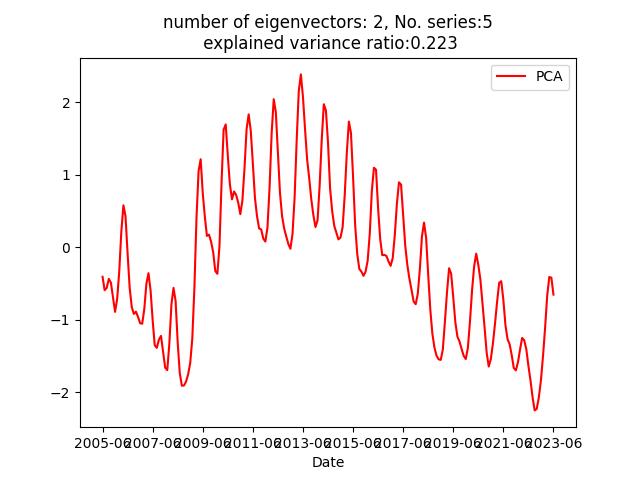 number of eigenvectors: 2, No. series:5
explained variance ratio:0.223
PCA
2
1
0
−1
−2
2005-06 2007-06 2009-06 2011-06 2013-06 2015-06 2017-06 2019-06 2021-06 2023-06
Date